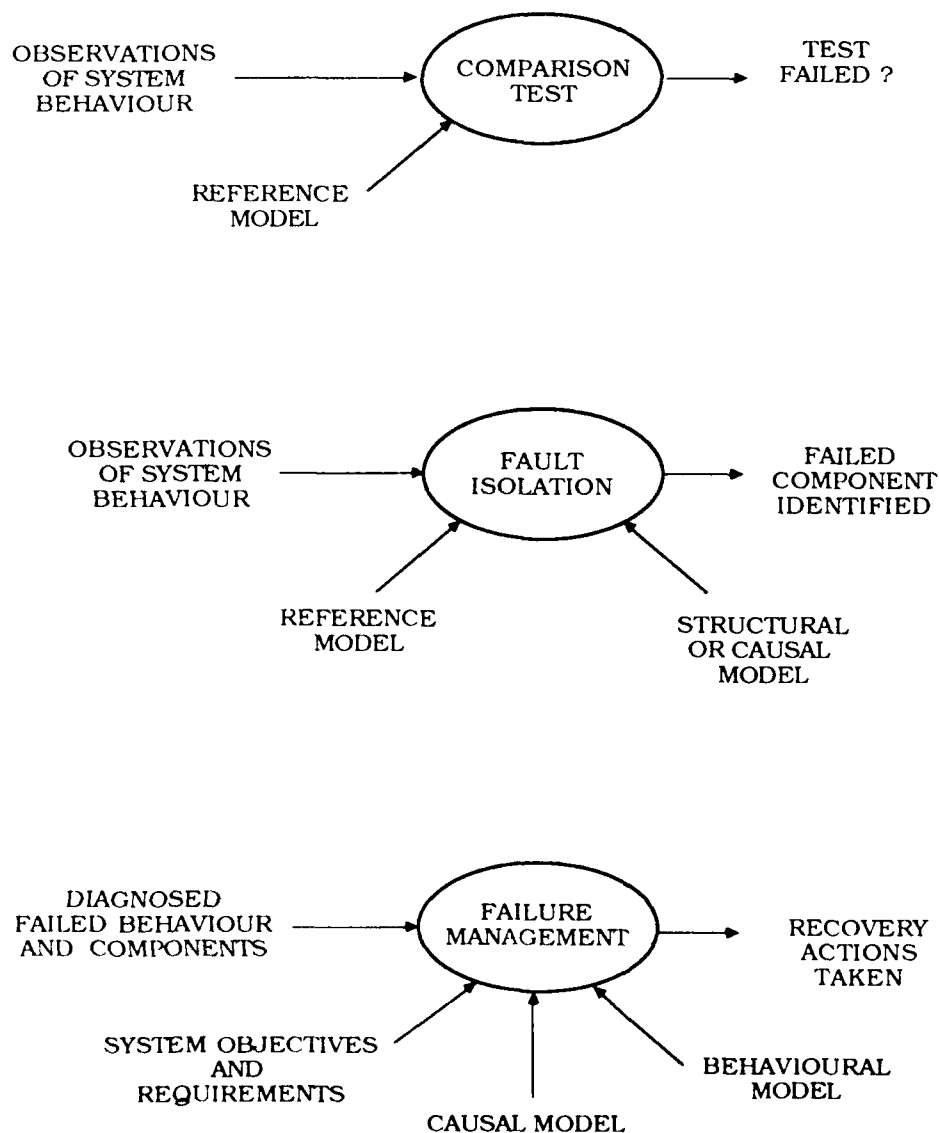 OBSERVATIONS
OF SYSTEM
BEHAVIOUR
COMPARISON
TEST
TEST
FAILED ?
REFERENCE
MODEL
OBSERVATIONS
OF SYSTEM
BEHAVIOUR
FAULT
ISOLATION
FAILED
COMPONENT
IDENTIFIED
REFERENCE
MODEL
STRUCTURAL
OR CAUSAL
MODEL
DIAGNOSED
FAILED BEHAVIOUR
AND COMPONENTS
FAILURE
MANAGEMENT
RECOVERY
ACTIONS
TAKEN
SYSTEM OBJECTIVES
AND
REQUIREMENTS
CAUSAL MODEL
BEHAVIOURAL
MODEL